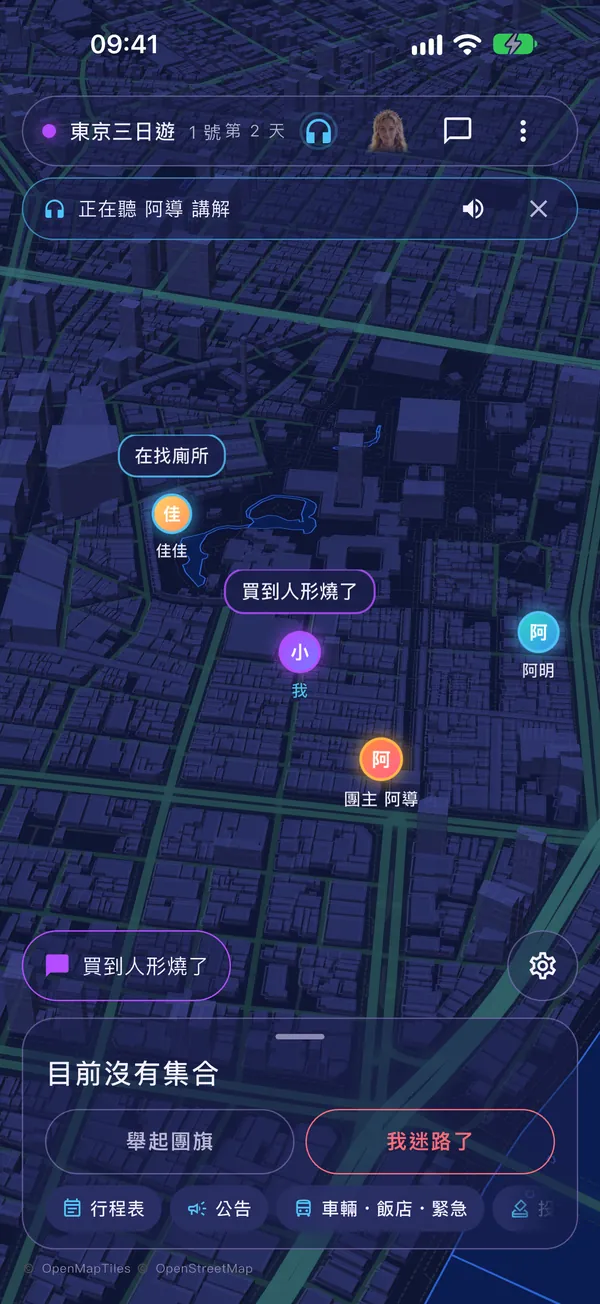 09:41
東京三日遊 1 號第 2 天
正在聽 阿導 講解
在找廁所
佳
佳佳
買到人形燒了
小
我
阿
阿明
阿
團主 阿導
買到人形燒了
目前沒有集合
舉起團旗 我迷路了
行程表 公告 車輛・飯店・緊急
© OpenMapTiles © OpenStreetMap